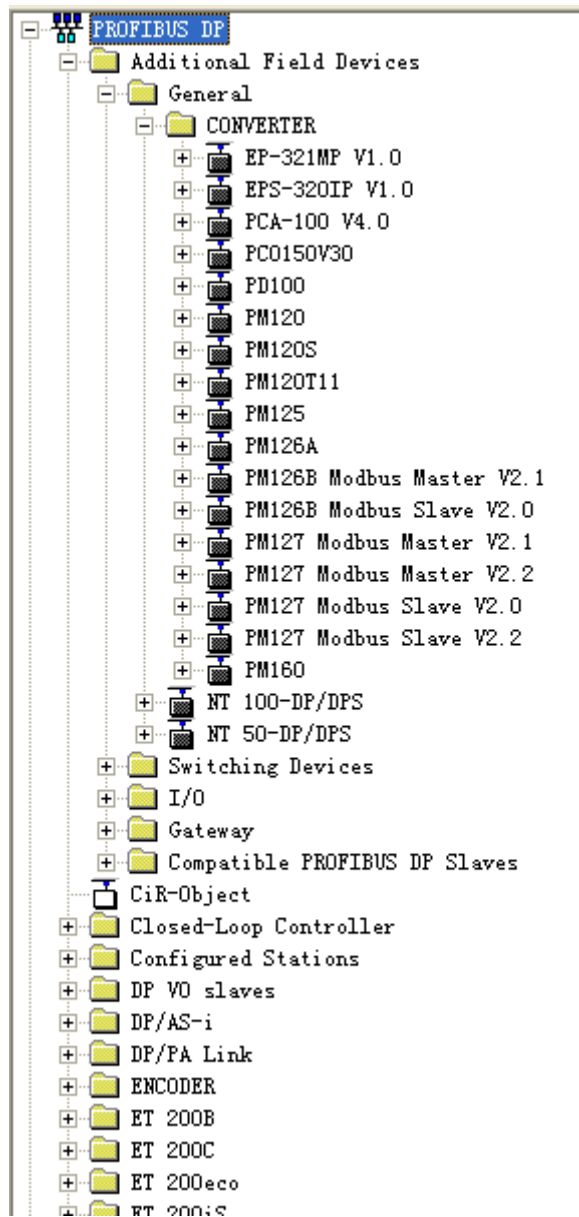 PROFIBUS DP
Additional Field Devices
General
CONVERTER
EP-321MP V1.0
EPS-320IP V1.0
PCA-100 V4.0
PCO150V30
PD100
PM120
PM120S
PM120T11
PM125
PM126A
PM126B Modbus Master V2.1
PM126B Modbus Slave V2.0
PM127 Modbus Master V2.1
PM127 Modbus Master V2.2
PM127 Modbus Slave V2.0
PM127 Modbus Slave V2.2
PM160
NT 100-DP/DPS
NT 50-DP/DPS
Switching Devices
I/O
Gateway
Compatible PROFIBUS DP Slaves
CiR-Object
Closed-Loop Controller
Configured Stations
DP V0 slaves
DP/AS-i
DP/PA Link
ENCODER
ET 200B
ET 200C
ET 200eco
ET 200iS